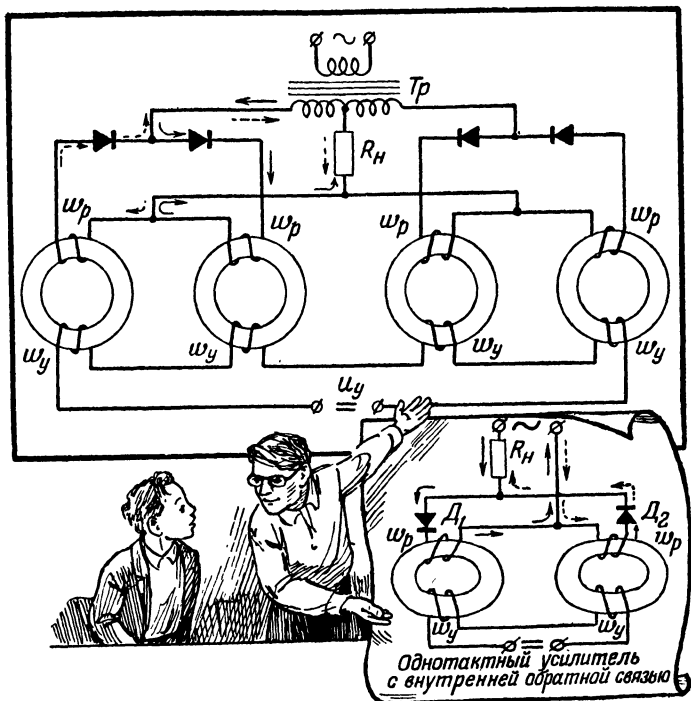 ∼
Тр
Rн
wр wр wр wр
wу wу wу wу
uу
=
∼
Rн
Д1 Д2
wр wр
wу wу
=
Однотактный усилитель
с внутренней обратной связью